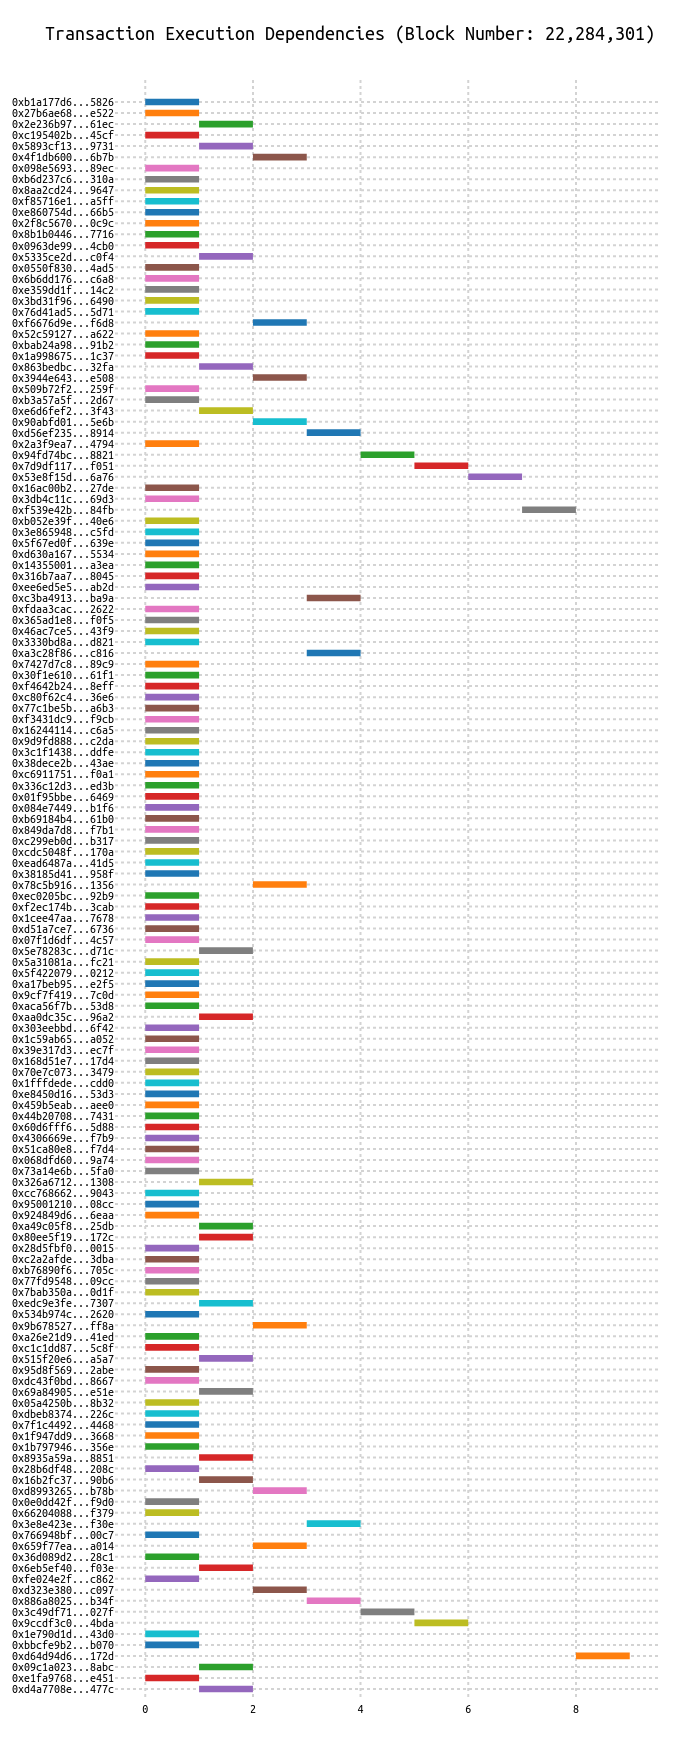 Transaction Execution Dependencies (Block Number: 22,284,301)
0xb1a177d6...5826
0x27b6ae68...e522
0x2e236b97...61ec
0xc195402b...45cf
0x5893cf13...9731
0x4f1db600...6b7b
0x098e5693...89ec
0xb6d237c6...310a
0x8aa2cd24...9647
0xf85716e1...a5ff
0xe860754d...66b5
0x2f8c5670...0c9c
0x8b1b0446...7716
0x0963de99...4cb0
0x5335ce2d...c0f4
0x0550f830...4ad5
0x6b6dd176...c6a8
0xe359dd1f...14c2
0x3bd31f96...6490
0x76d41ad5...5d71
0xf6676d9e...f6d8
0x52c59127...a622
0xbab24a98...91b2
0x1a998675...1c37
0x863bedbc...32fa
0x3944e643...e508
0x509b72f2...259f
0xb3a57a5f...2d67
0xe6d6fef2...3f43
0x90abfd01...5e6b
0xd56ef235...8914
0x2a3f9ea7...4794
0x94fd74bc...8821
0x7d9df117...f051
0x53e8f15d...6a76
0x16ac00b2...27de
0x3db4c11c...69d3
0xf539e42b...84fb
0xb052e39f...40e6
0x3e865948...c5fd
0x5f67ed0f...639e
0xd630a167...5534
0x14355001...a3ea
0x316b7aa7...8045
0xee6ed5e5...ab2d
0xc3ba4913...ba9a
0xfdaa3cac...2622
0x365ad1e8...f0f5
0x46ac7ce5...43f9
0x3330bd8a...d821
0xa3c28f86...c816
0x7427d7c8...89c9
0x30f1e610...61f1
0xf4642b24...8eff
0xc80f62c4...36e6
0x77c1be5b...a6b3
0xf3431dc9...f9cb
0x16244114...c6a5
0x9d9fd888...c2da
0x3c1f1438...ddfe
0x38dece2b...43ae
0xc6911751...f0a1
0x336c12d3...ed3b
0x01f95bbe...6469
0x084e7449...b1f6
0xb69184b4...61b0
0x849da7d8...f7b1
0xc299eb0d...b317
0xcdc5048f...170a
0xead6487a...41d5
0x38185d41...958f
0x78c5b916...1356
0xec0205bc...92b9
0xf2ec174b...3cab
0x1cee47aa...7678
0xd51a7ce7...6736
0x07f1d6df...4c57
0x5e78283c...d71c
0x5a31081a...fc21
0x5f422079...0212
0xa17beb95...e2f5
0x9cf7f419...7c0d
0xaca56f7b...53d8
0xaa0dc35c...96a2
0x303eebbd...6f42
0x1c59ab65...a052
0x39e317d3...ec7f
0x168d51e7...17d4
0x70e7c073...3479
0x1fffdede...cdd0
0xe8450d16...53d3
0x459b5eab...aee0
0x44b20708...7431
0x60d6fff6...5d88
0x4306669e...f7b9
0x51ca80e8...f7d4
0x068dfd60...9a74
0x73a14e6b...5fa0
0x326a6712...1308
0xcc768662...9043
0x95001210...08cc
0x924849d6...6eaa
0xa49c05f8...25db
0x80ee5f19...172c
0x28d5fbf0...0015
0xc2a2afde...3dba
0xb76890f6...705c
0x77fd9548...09cc
0x7bab350a...0d1f
0xedc9e3fe...7307
0x534b974c...2620
0x9b678527...ff8a
0xa26e21d9...41ed
0xc1c1dd87...5c8f
0x515f20e6...a5a7
0x95d8f569...2abe
0xdc43f0bd...8667
0x69a84905...e51e
0x05a4250b...8b32
0xdbeb8374...226c
0x7f1c4492...4468
0x1f947dd9...3668
0x1b797946...356e
0x8935a59a...8851
0x28b6df48...208c
0x16b2fc37...90b6
0xd8993265...b78b
0x0e0dd42f...f9d0
0x66204088...f379
0x3e8e423e...f30e
0x766948bf...00c7
0x659f77ea...a014
0x36d089d2...28c1
0x6eb5ef40...f03e
0xfe024e2f...c862
0xd323e380...c097
0x886a8025...b34f
0x3c49df71...027f
0x9ccdf3c0...4bda
0x1e790d1d...43d0
0xbbcfe9b2...b070
0xd64d94d6...172d
0x09c1a023...8abc
0xe1fa9768...e451
0xd4a7708e...477c
0 2 4 6 8